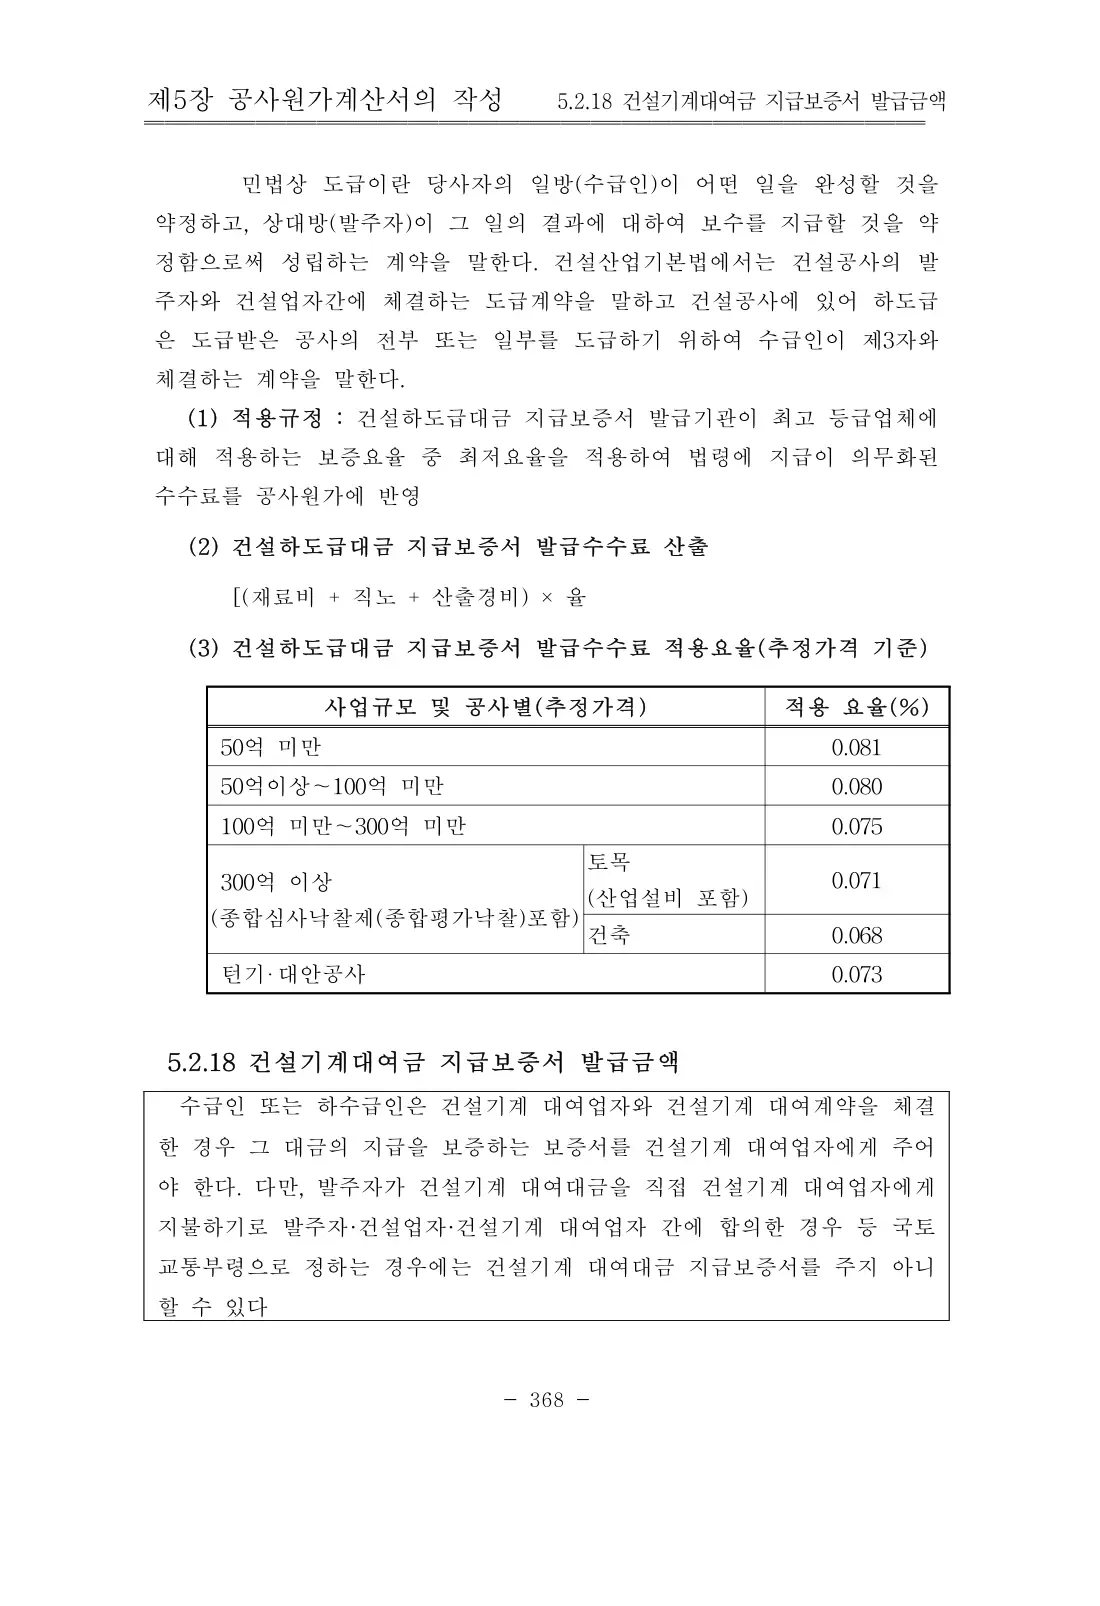 제5장 공사원가계산서의 작성 5.2.18 건설기계대여금 지급보증서 발급금액
민법상 도급이란 당사자의 일방(수급인)이 어떤 일을 완성할 것을
약정하고, 상대방(발주자)이 그 일의 결과에 대하여 보수를 지급할 것을 약
정함으로써 성립하는 계약을 말한다. 건설산업기본법에서는 건설공사의 발
주자와 건설업자간에 체결하는 도급계약을 말하고 건설공사에 있어 하도급
은 도급받은 공사의 전부 또는 일부를 도급하기 위하여 수급인이 제3자와
체결하는 계약을 말한다.
(1) 적용규정 : 건설하도급대금 지급보증서 발급기관이 최고 등급업체에
대해 적용하는 보증요율 중 최저요율을 적용하여 법령에 지급이 의무화된
수수료를 공사원가에 반영
(2) 건설하도급대금 지급보증서 발급수수료 산출
[(재료비 + 직노 + 산출경비) × 율
(3) 건설하도급대금 지급보증서 발급수수료 적용요율(추정가격 기준)
사업규모 및 공사별(추정가격) 적용 요율(%)
50억 미만 0.081
50억이상~100억 미만 0.080
100억 미만~300억 미만 0.075
300억 이상
(종합심사낙찰제(종합평가낙찰)포함)
토목
(산업설비 포함)
0.071
건축 0.068
턴기·대안공사 0.073
5.2.18 건설기계대여금 지급보증서 발급금액
수급인 또는 하수급인은 건설기계 대여업자와 건설기계 대여계약을 체결
한 경우 그 대금의 지급을 보증하는 보증서를 건설기계 대여업자에게 주어
야 한다. 다만, 발주자가 건설기계 대여대금을 직접 건설기계 대여업자에게
지불하기로 발주자·건설업자·건설기계 대여업자 간에 합의한 경우 등 국토
교통부령으로 정하는 경우에는 건설기계 대여대금 지급보증서를 주지 아니
할 수 있다
- 368 -